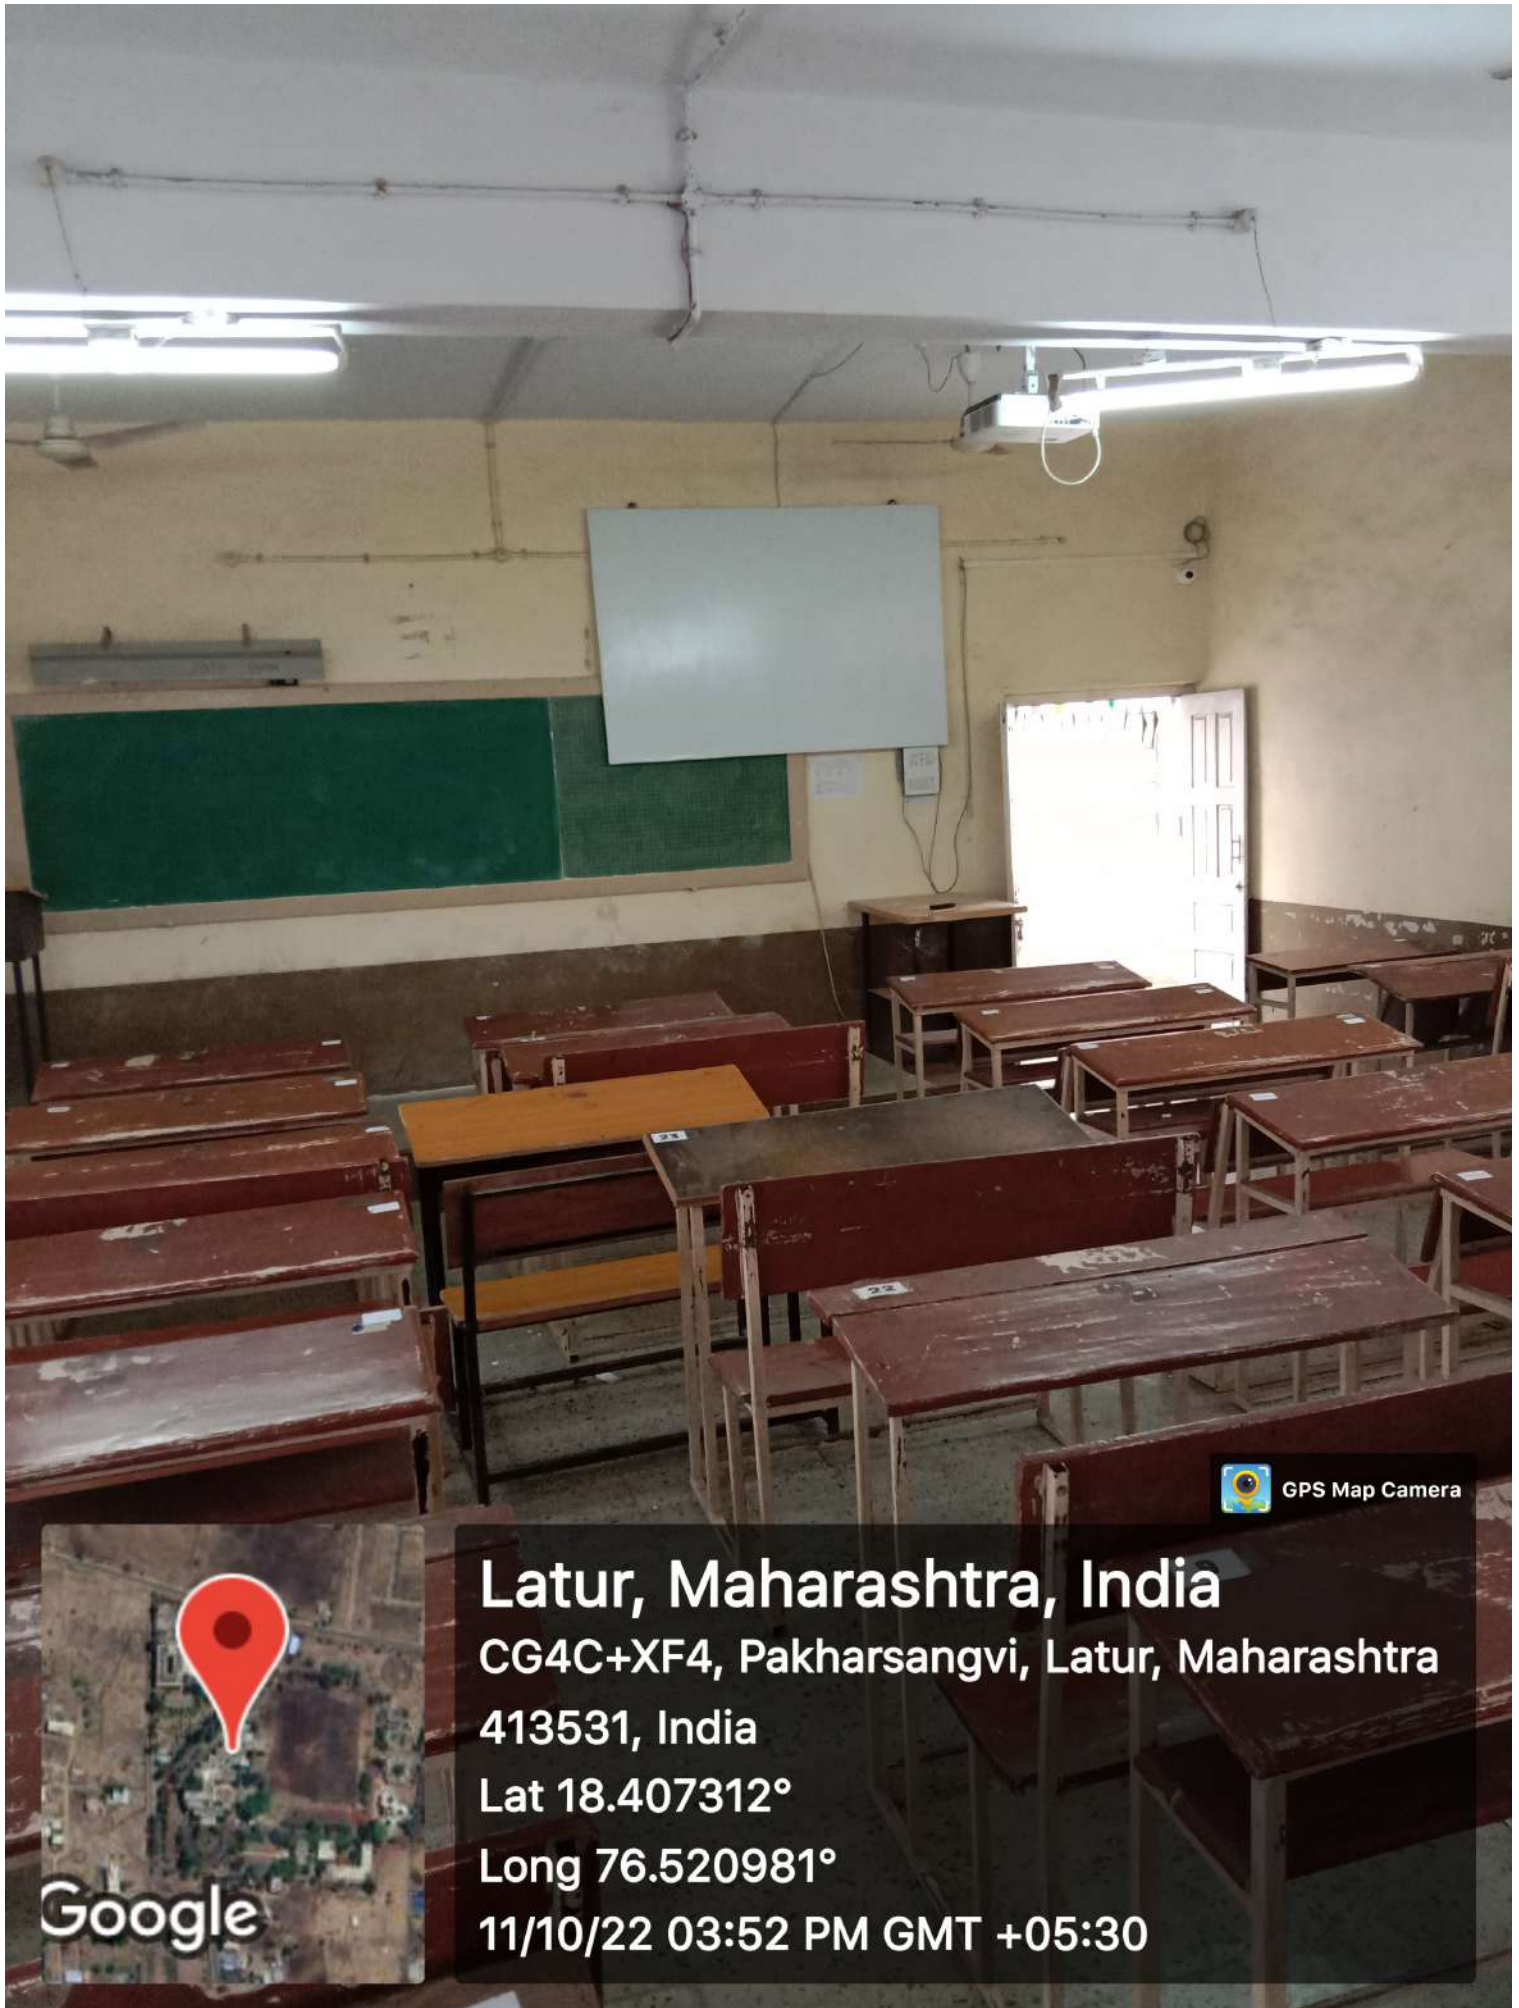 23
22
GPS Map Camera
Latur, Maharashtra, India
CG4C+XF4, Pakharsangvi, Latur, Maharashtra
413531, India
Lat 18.407312°
Long 76.520981°
11/10/22 03:52 PM GMT +05:30
Google